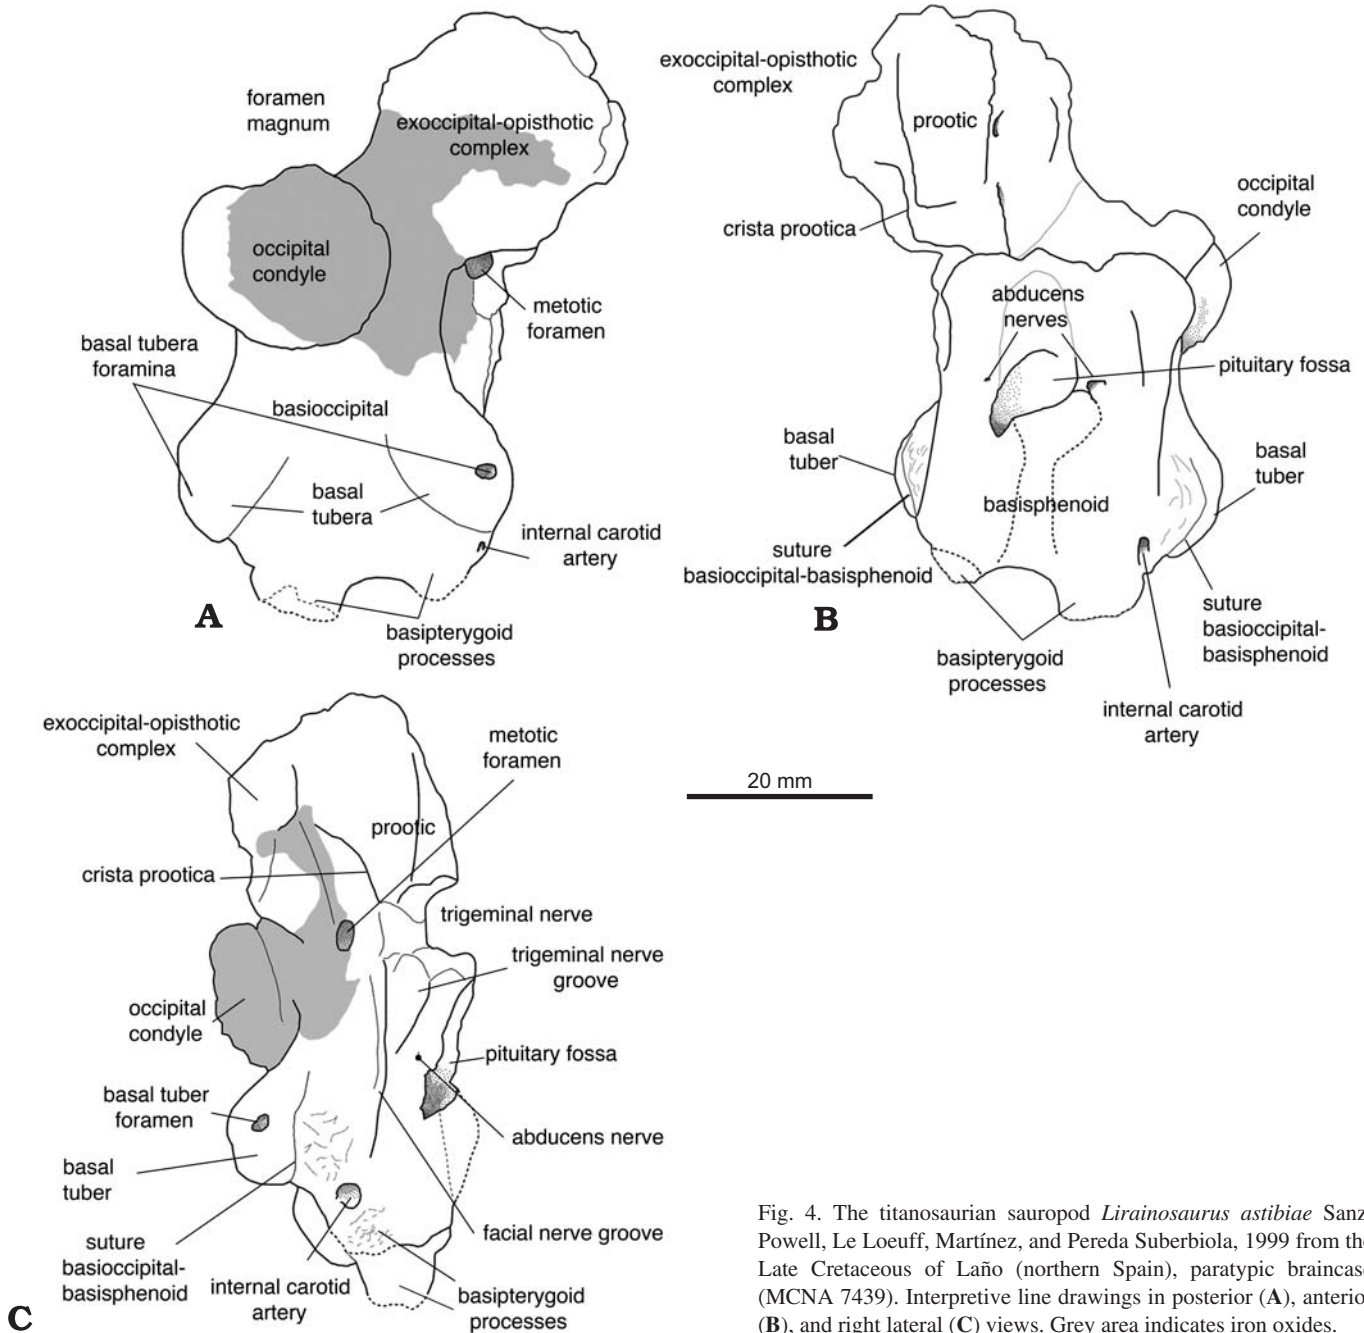 foramen
magnum
exoccipital-opisthotic
complex
occipital
condyle
metotic
foramen
basal tubera
foramina
basioccipital
basal
tubera
internal carotid
artery
A
basipterygoid
processes
exoccipital-opisthotic
complex
prootic
occipital
condyle
crista prootica
abducens
nerves
pituitary fossa
basal
tuber
basal
tuber
basisphenoid
suture
basioccipital-basisphenoid
B
suture
basioccipital-
basisphenoid
basipterygoid
processes
internal carotid
artery
exoccipital-opisthotic
complex
metotic
foramen
20 mm
prootic
crista prootica
trigeminal nerve
trigeminal nerve
groove
occipital
condyle
pituitary fossa
basal tuber
foramen
abducens nerve
basal
tuber
facial nerve groove
suture
basioccipital-
basisphenoid
internal carotid
artery
basipterygoid
processes
C
Fig. 4. The titanosaurian sauropod Lirainosaurus astibiae Sanz
Powell, Le Loeuff, Martínez, and Pereda Suberbiola, 1999 from the
Late Cretaceous of Laño (northern Spain), paratypic braincase
(MCNA 7439). Interpretive line drawings in posterior (A), anterio
(B), and right lateral (C) views. Grey area indicates iron oxides.